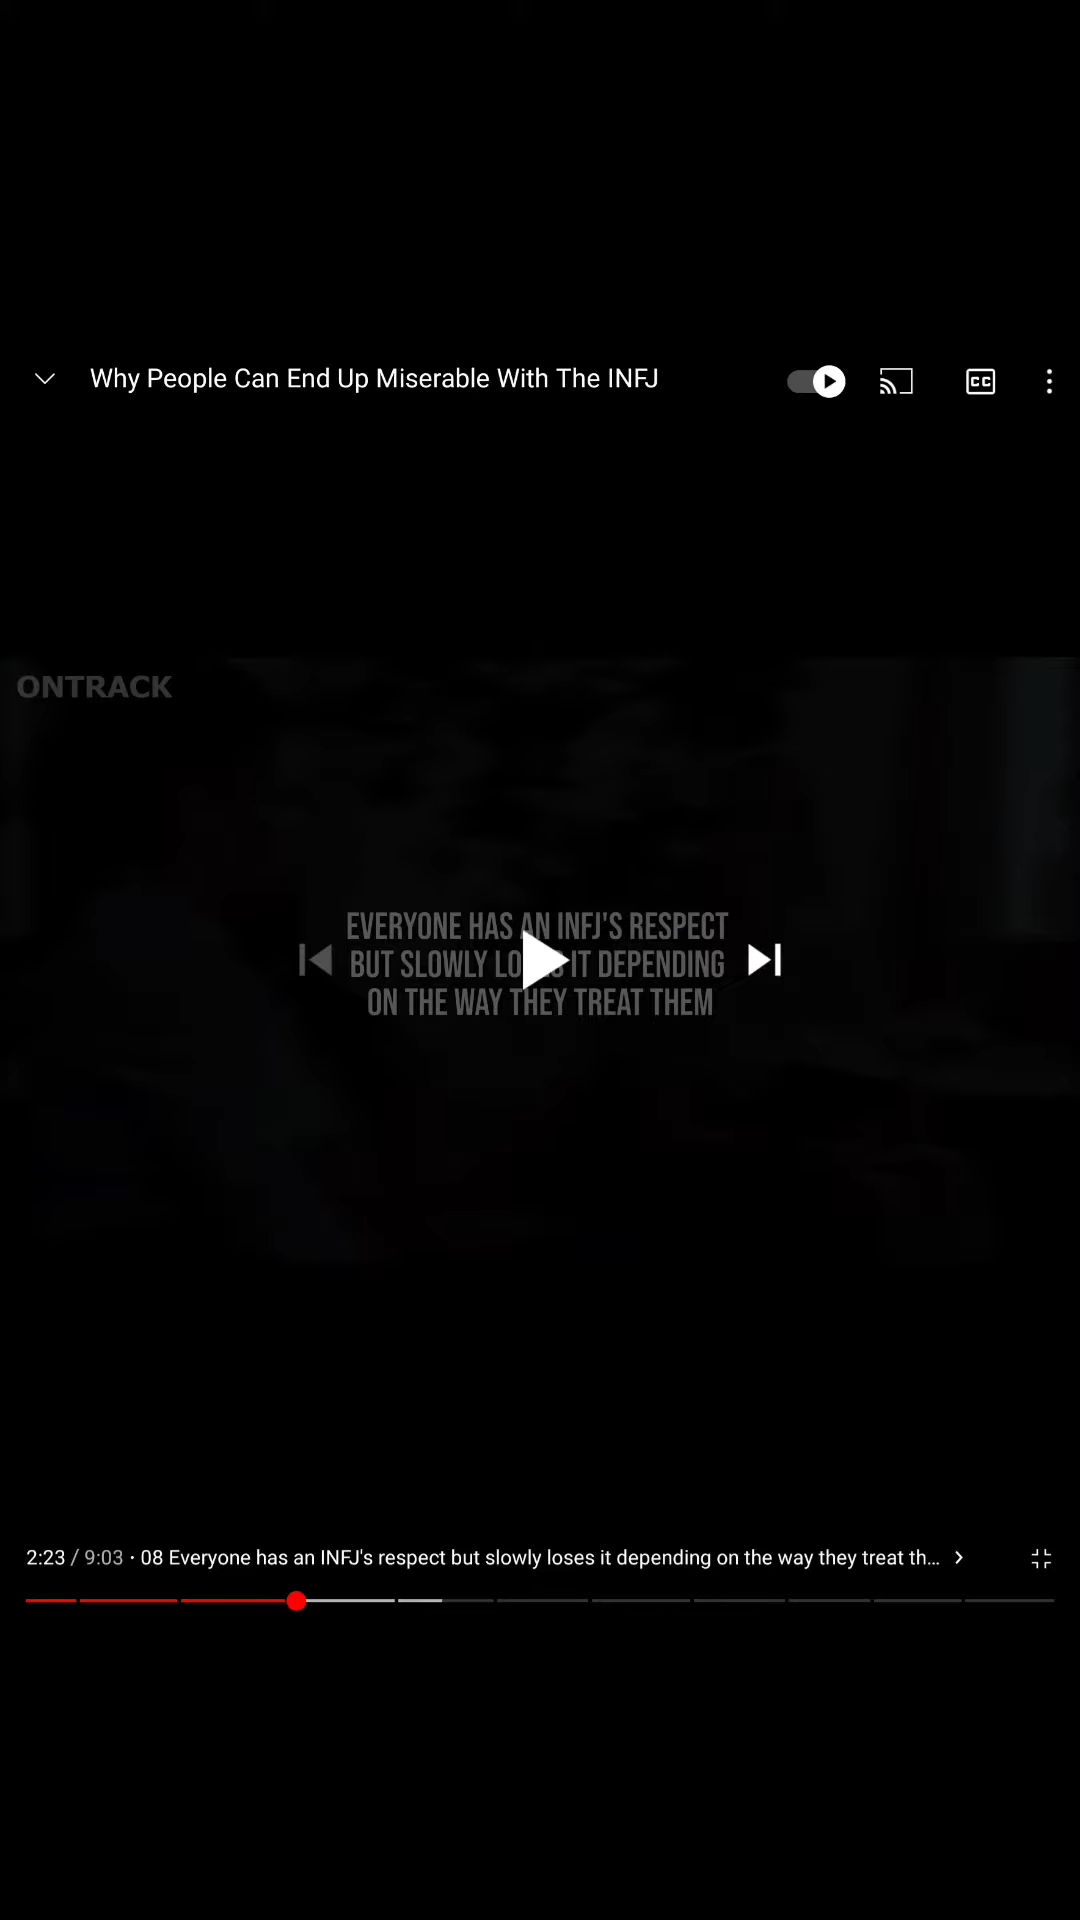 Why People Can End Up Miserable With The INFJ
CC
ONTRACK
EVERYONE HAS AN INFJ'S RESPECT
BUT SLOWLY LOSES IT DEPENDING
ON THE WAY THEY TREAT THEM
2:23 / 9:03 · 08 Everyone has an INFJ's respect but slowly loses it depending on the way they treat th...